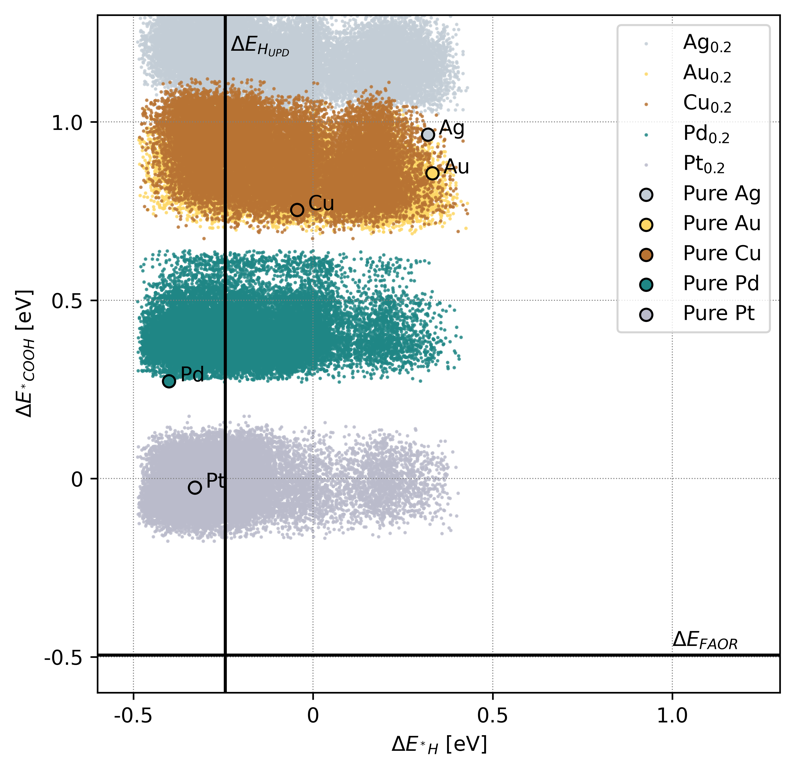 ΔE_{H_{UPD}}
Ag_{0.2}
Au_{0.2}
Cu_{0.2}
Pd_{0.2}
Pt_{0.2}
Pure Ag
Pure Au
Pure Cu
Pure Pd
Pure Pt
Ag
Au
Cu
Pd
Pt
ΔE_{FAOR}
1.0
0.5
0
-0.5
ΔE_{*COOH} [eV]
-0.5 0 0.5 1.0
ΔE_{*H} [eV]